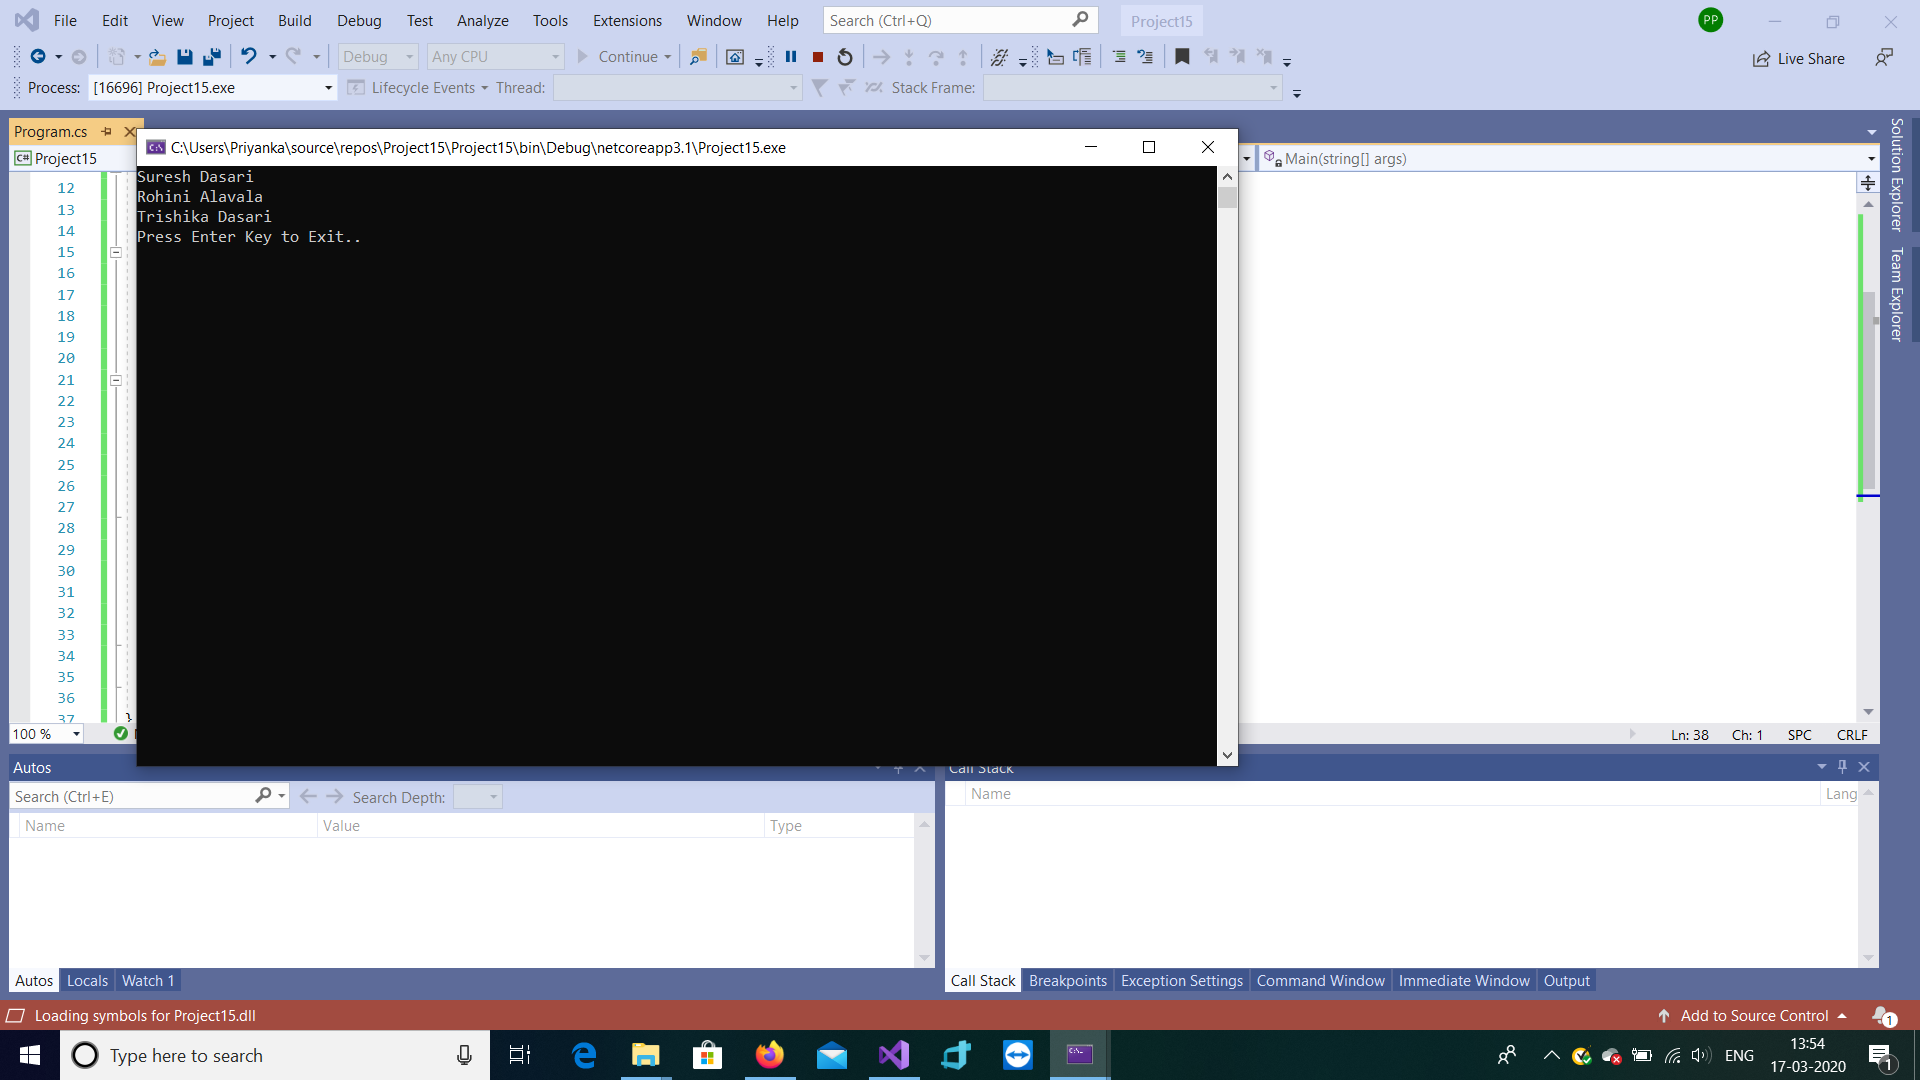 File Edit View Project Build Debug Test Analyze Tools Extensions Window Help Search (Ctrl+Q) Project15 PP
Debug Any CPU Continue Live Share
Process: [16696] Project15.exe Lifecycle Events Thread: Stack Frame:
Program.cs
C:\Users\Priyanka\source\repos\Project15\Project15\bin\Debug\netcoreapp3.1\Project15.exe
C# Project15 Main(string[] args)
Suresh Dasari
Rohini Alavala
Trishika Dasari
Press Enter Key to Exit..
12
13
14
15
16
17
18
19
20
21
22
23
24
25
26
27
28
29
30
31
32
33
34
35
36
37 }
Solution Explorer
Team Explorer
100 % Ln: 38 Ch: 1 SPC CRLF
Autos
Search (Ctrl+E) Search Depth:
Name Value Type
Autos Locals Watch 1
Call Stack
Name Lang
Call Stack Breakpoints Exception Settings Command Window Immediate Window Output
Loading symbols for Project15.dll Add to Source Control 1
Type here to search ENG 13:54
17-03-2020 1